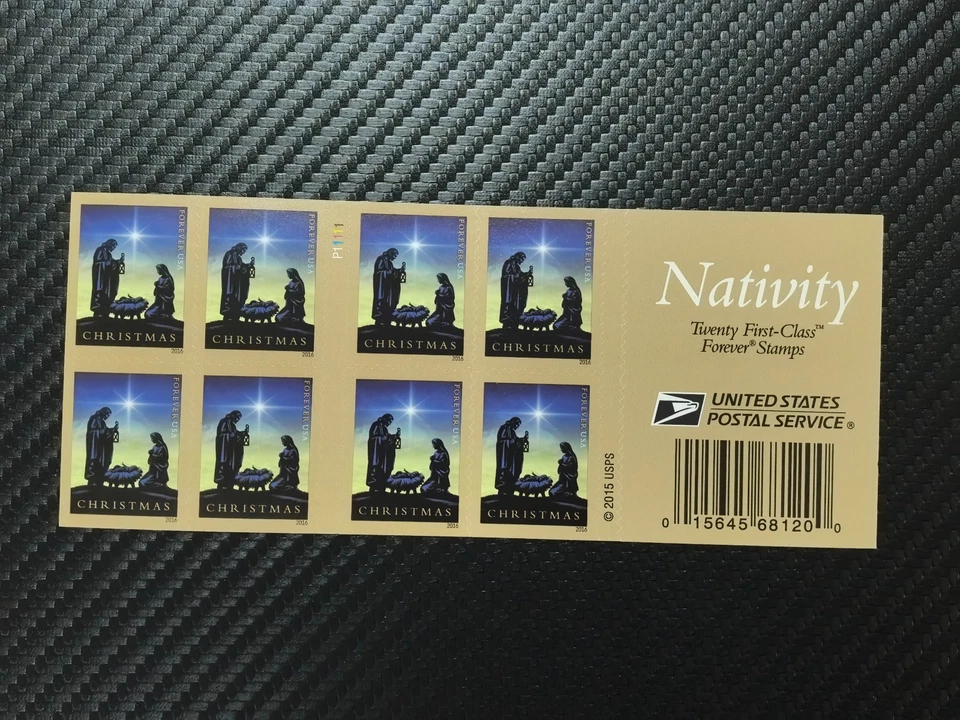 FOREVER USA
CHRISTMAS
2016
FOREVER USA
CHRISTMAS
2016
P1111
FOREVER USA
CHRISTMAS
2016
FOREVER USA
CHRISTMAS
2016
FOREVER USA
CHRISTMAS
2016
FOREVER USA
CHRISTMAS
2016
FOREVER USA
CHRISTMAS
2016
FOREVER USA
CHRISTMAS
2016
© 2015 USPS
Nativity
Twenty First-Class™
Forever® Stamps
UNITED STATES
POSTAL SERVICE®
0 15645 68120 0